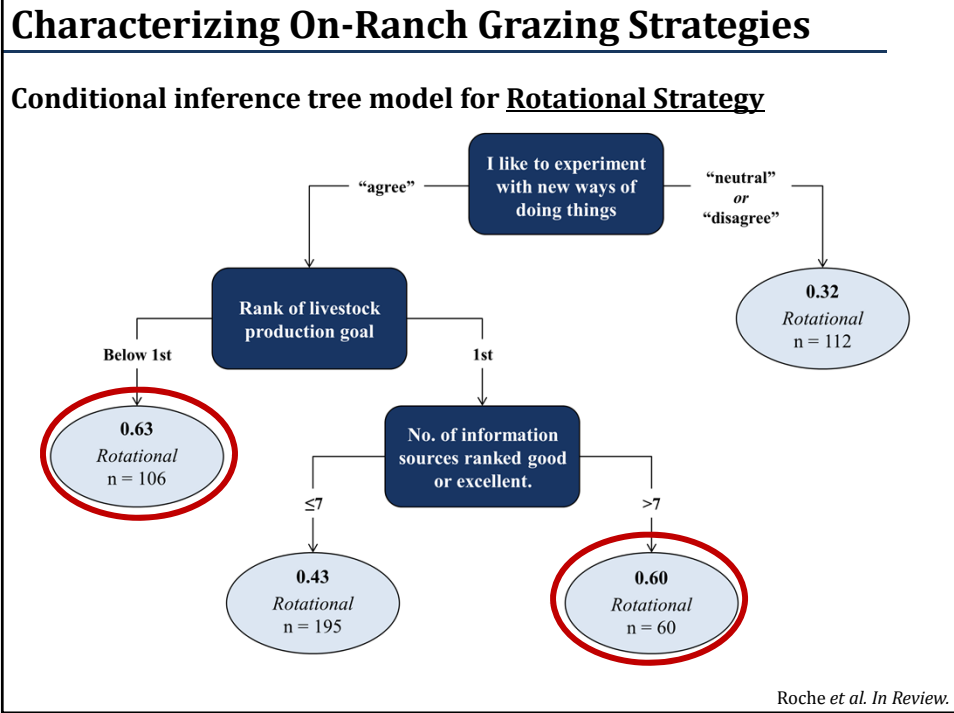 Characterizing On-Ranch Grazing Strategies
Conditional inference tree model for Rotational Strategy
I like to experiment
with new ways of
doing things
“agree”
“neutral”
or
“disagree”
0.32
Rotational
n = 112
Rank of livestock
production goal
Below 1st
1st
0.63
Rotational
n = 106
No. of information
sources ranked good
or excellent.
≤7
>7
0.43
Rotational
n = 195
0.60
Rotational
n = 60
Roche et al. In Review.